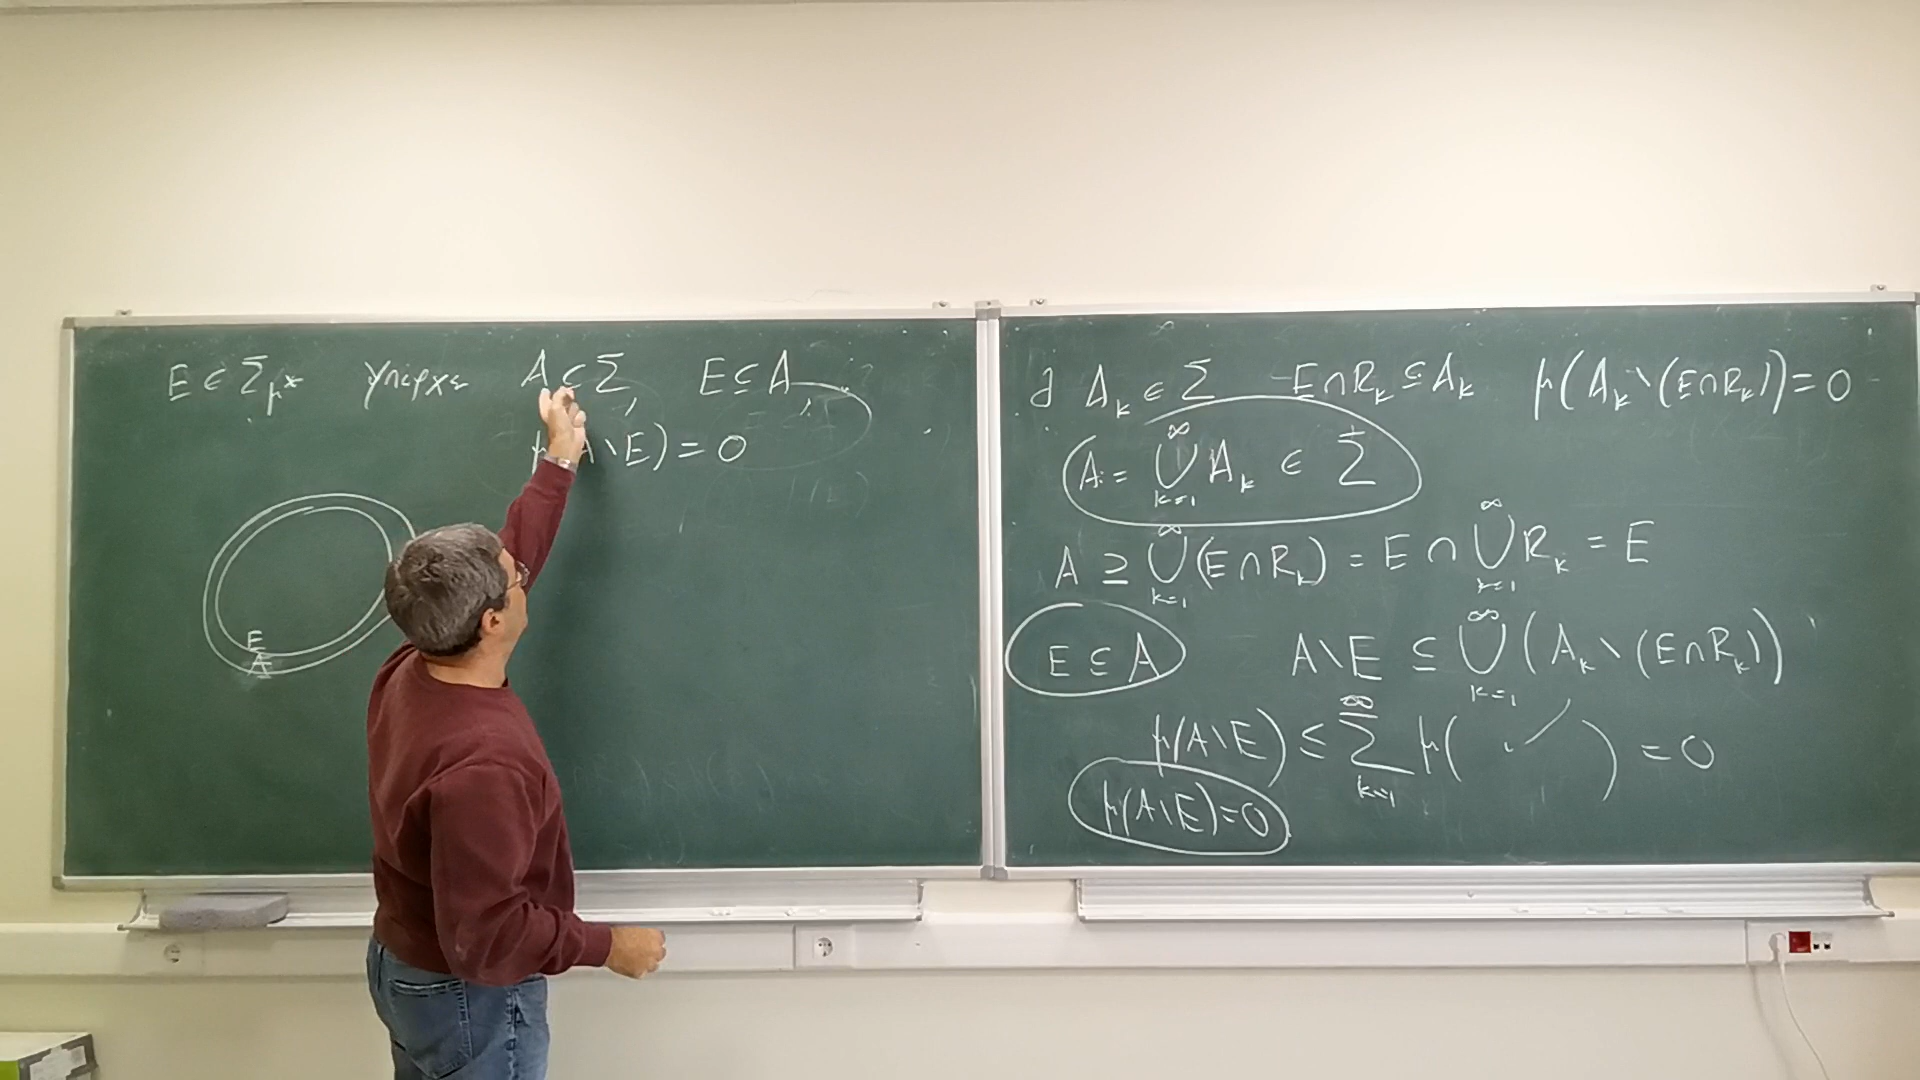 E ∈ Σ_μ* υπάρχει A ⊂ Σ, E ⊆ A,
A \ E) = 0
E
A
∃ A_k ∈ Σ E∩R_k ⊆ A_k μ(A_k \ (E∩R_k)) = 0
A = ⋃_{k=1}^∞ A_k ∈ Σ
A ⊇ ⋃_{k=1}^∞ (E∩R_k) = E ∩ ⋃_{k=1}^∞ R_k = E
E ⊆ A A\E ⊆ ⋃_{k=1}^∞ (A_k \ (E∩R_k))
μ(A\E) ≤ Σ_{k=1}^∞ μ( ✓ ) = 0
μ(A\E) = 0